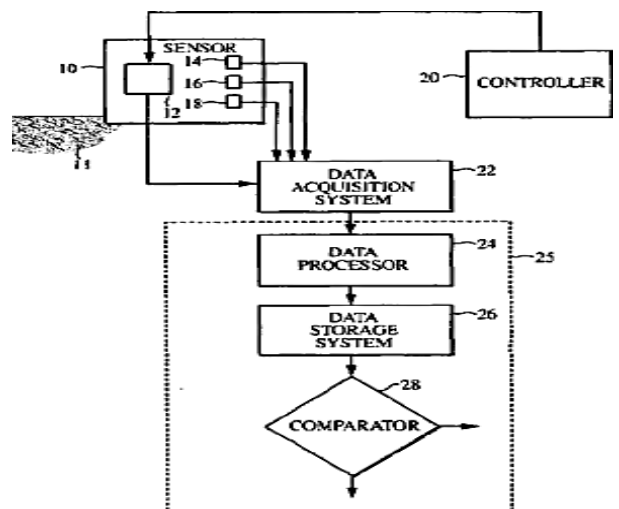 SENSOR
10
14
16
18
12
11
20
CONTROLLER
DATA
ACQUISITION
SYSTEM
22
DATA
PROCESSOR
24
25
DATA
STORAGE
SYSTEM
26
28
COMPARATOR